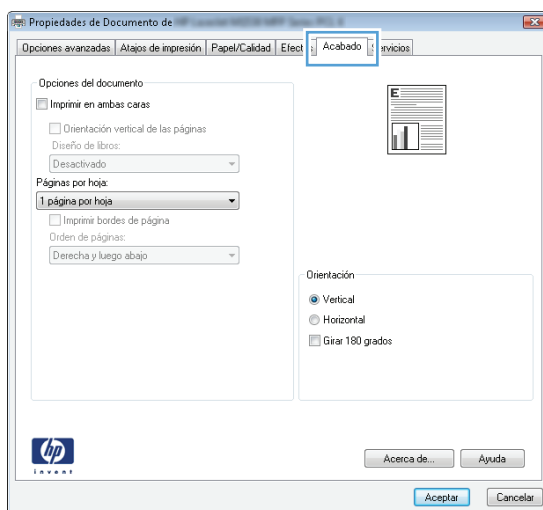 Propiedades de Documento de
Opciones avanzadas Atajos de impresión Papel/Calidad Acabado
Opciones del documento
Imprimir en ambas caras
Orientación vertical de las páginas
Diseño de libros:
Desactivado
Páginas por hoja:
1 página por hoja
Imprimir bordes de página
Orden de páginas:
Derecha y luego abajo
E
Orientación
Vertical
Horizontal
Girar 180 grados
hp
invent
Acerca de... Ayuda
Aceptar Cancelar